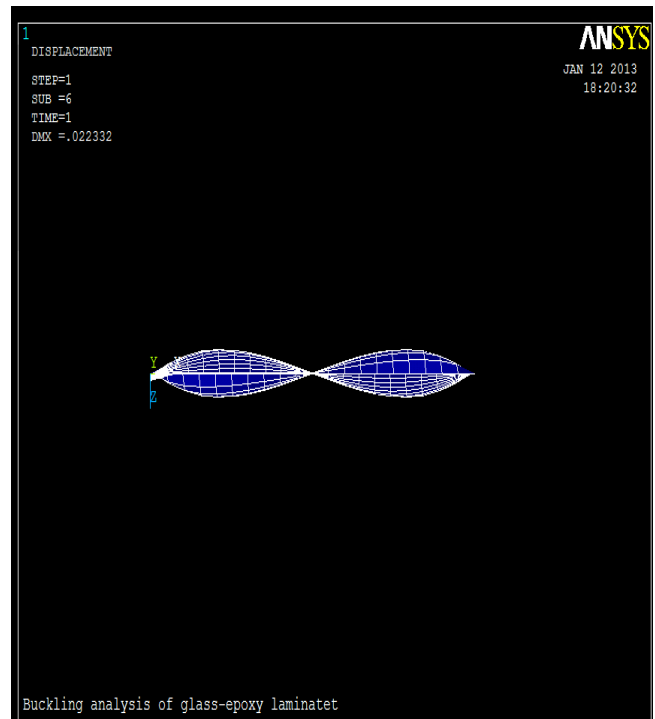 1
DISPLACEMENT
STEP=1
SUB =6
TIME=1
DMX =.022332
ANSYS
JAN 12 2013
18:20:32
Y
Z
Buckling analysis of glass-epoxy laminatet